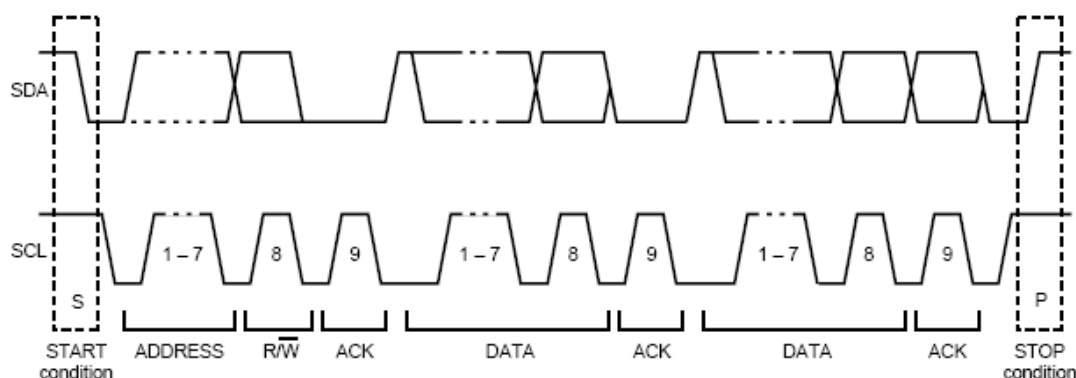 SDA
SCL
1 – 7 8 9 1 – 7 8 9 1 – 7 8 9
S P
START condition ADDRESS R/W̅ ACK DATA ACK DATA ACK STOP condition